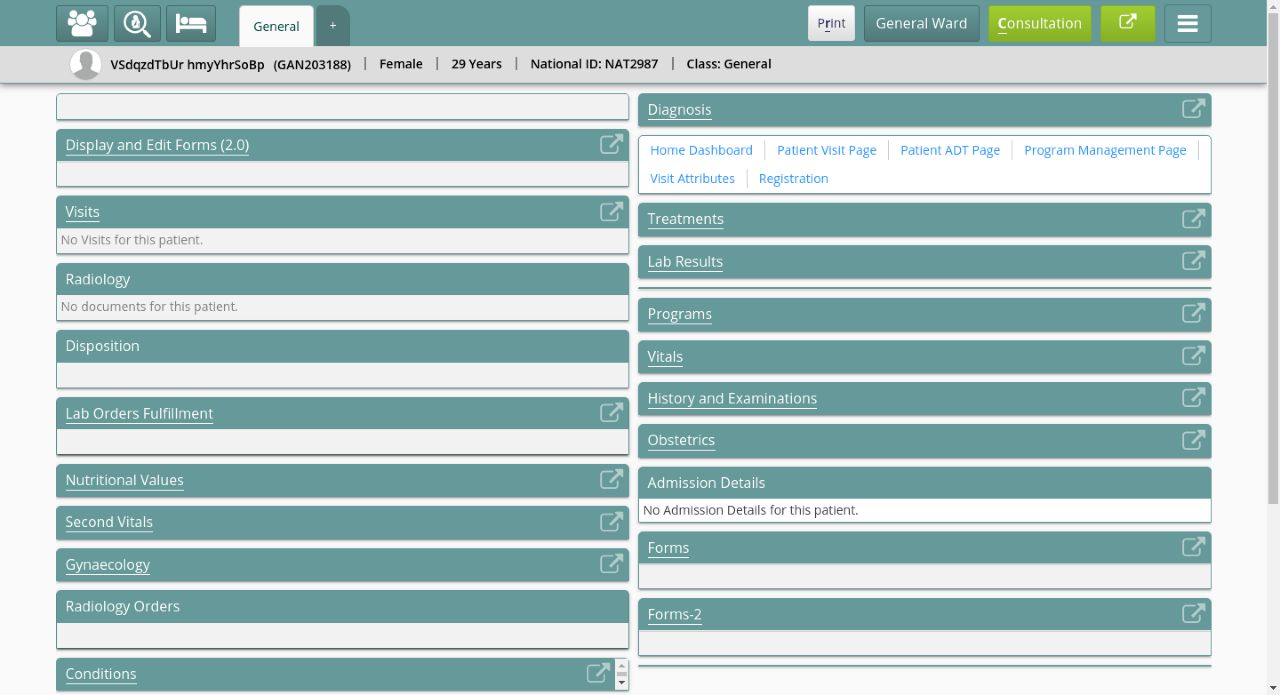 General
+
Print
General Ward
Consultation
VSdqzdTbUr hmyYhrSoBp (GAN203188) | Female | 29 Years | National ID: NAT2987 | Class: General
Display and Edit Forms (2.0)
Visits
No Visits for this patient.
Radiology
No documents for this patient.
Disposition
Lab Orders Fulfillment
Nutritional Values
Second Vitals
Gynaecology
Radiology Orders
Conditions
Diagnosis
Home Dashboard | Patient Visit Page | Patient ADT Page | Program Management Page |
Visit Attributes | Registration
Treatments
Lab Results
Programs
Vitals
History and Examinations
Obstetrics
Admission Details
No Admission Details for this patient.
Forms
Forms-2